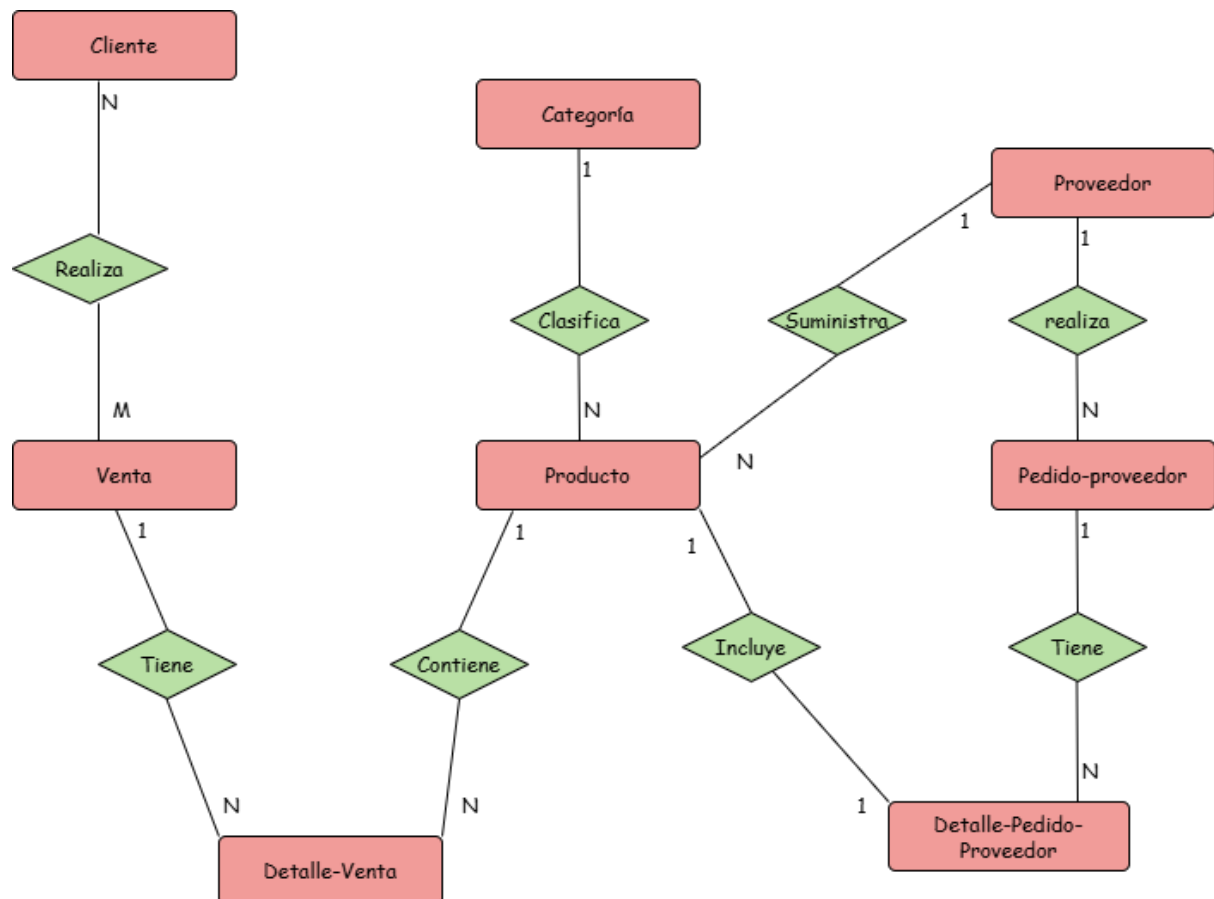 Cliente
N
Categoría
1
Proveedor
1
1
Realiza
Clasifica
Suministra
realiza
M
N
N
N
Venta
Producto
Pedido-proveedor
1
1
1
1
Tiene
Contiene
Incluye
Tiene
N
N
1
N
Detalle-Venta
Detalle-Pedido-
Proveedor